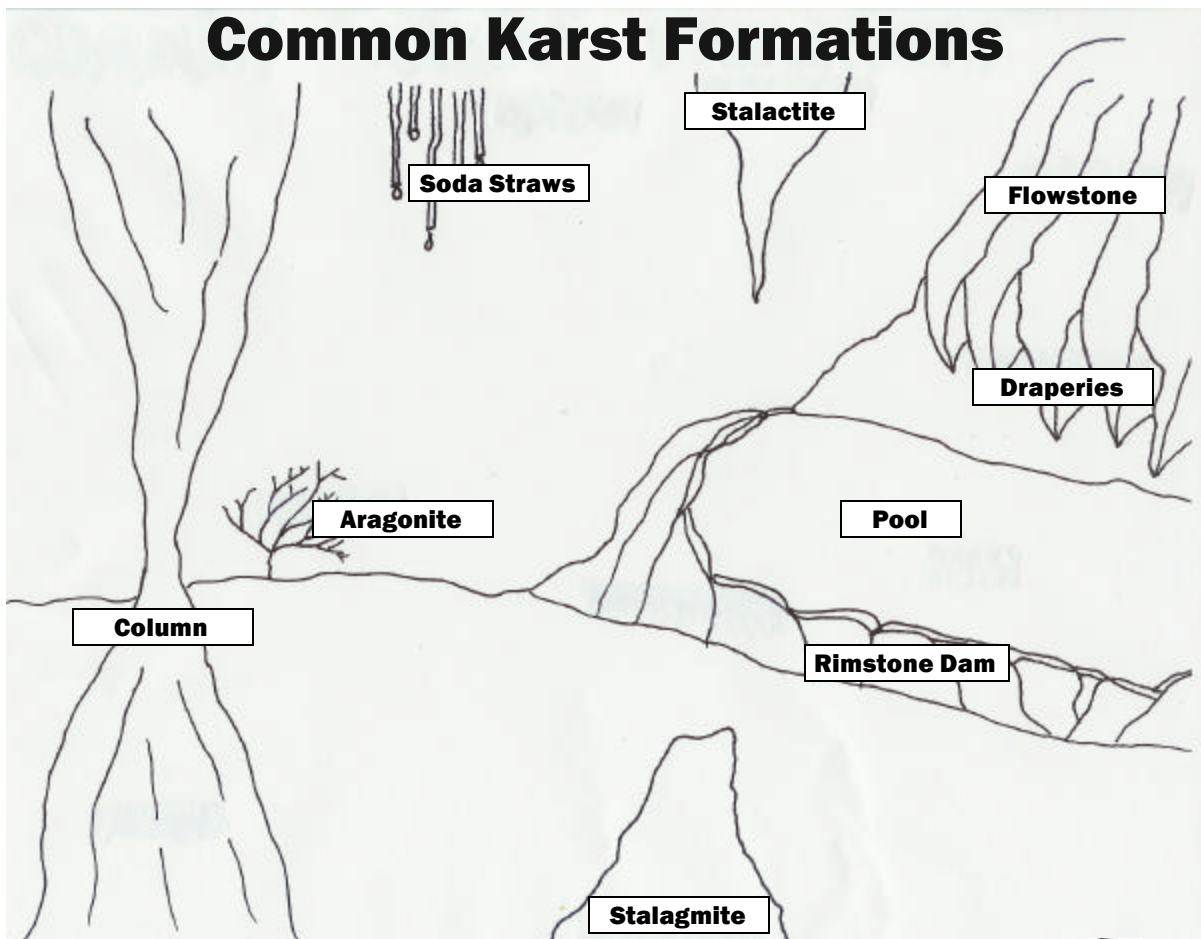 Common Karst Formations
Stalactite
Soda Straws
Flowstone
Draperies
Aragonite
Pool
Column
Rimstone Dam
Stalagmite